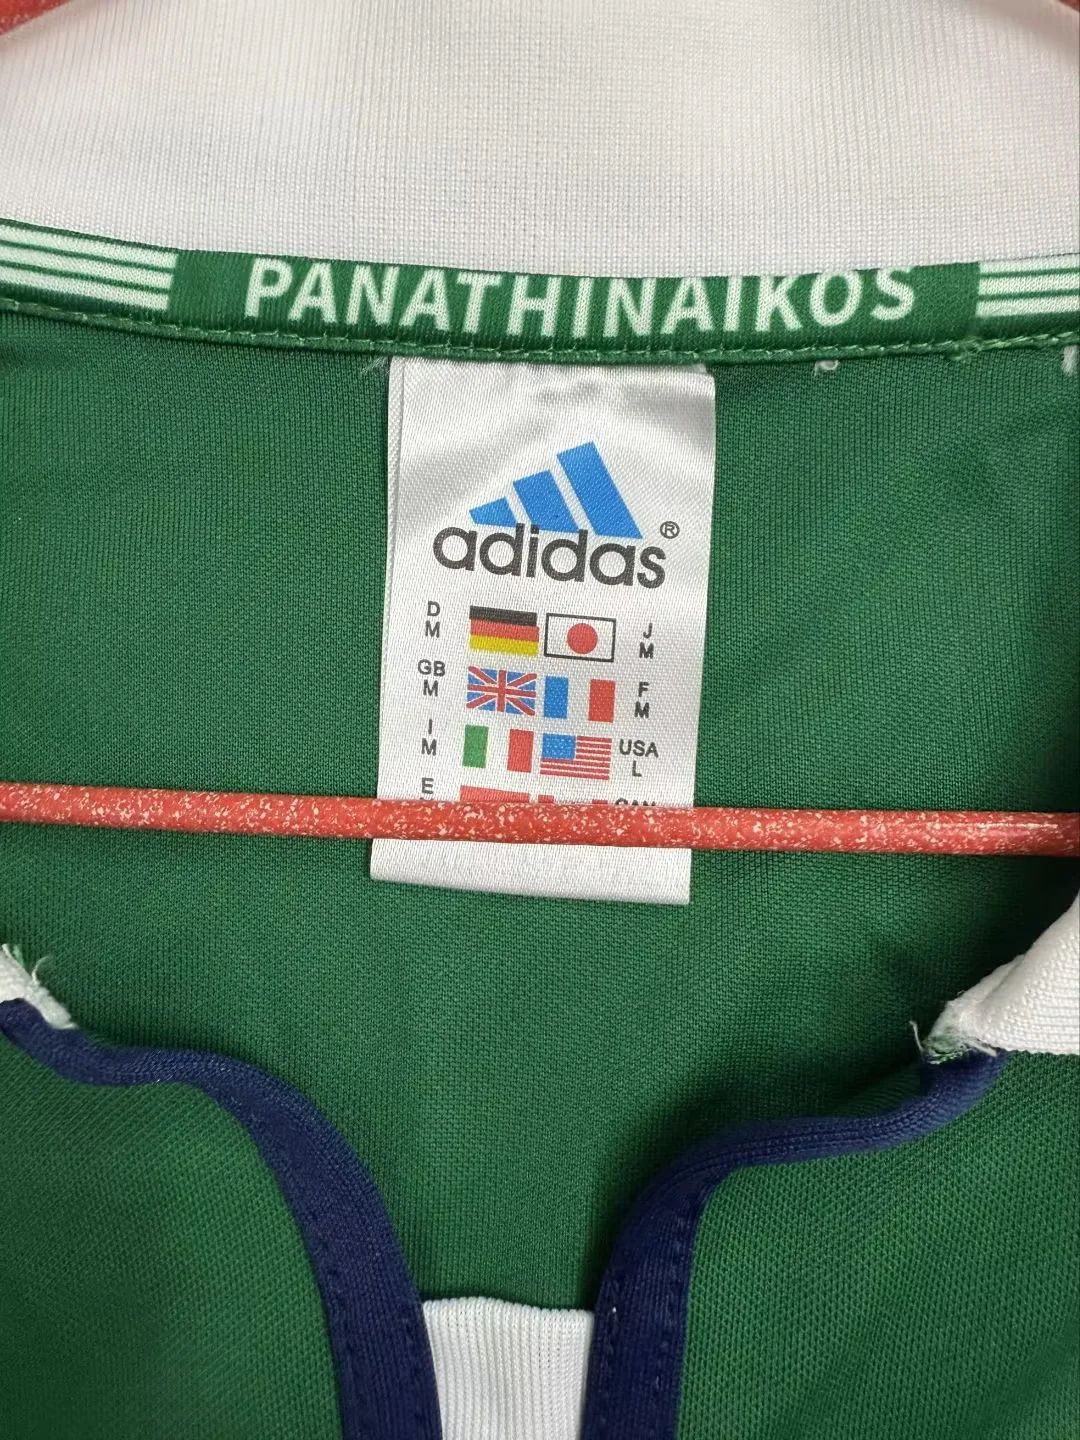 PANATHINAIKOS
adidas®
D M J M
GB M F M
I M USA L
E